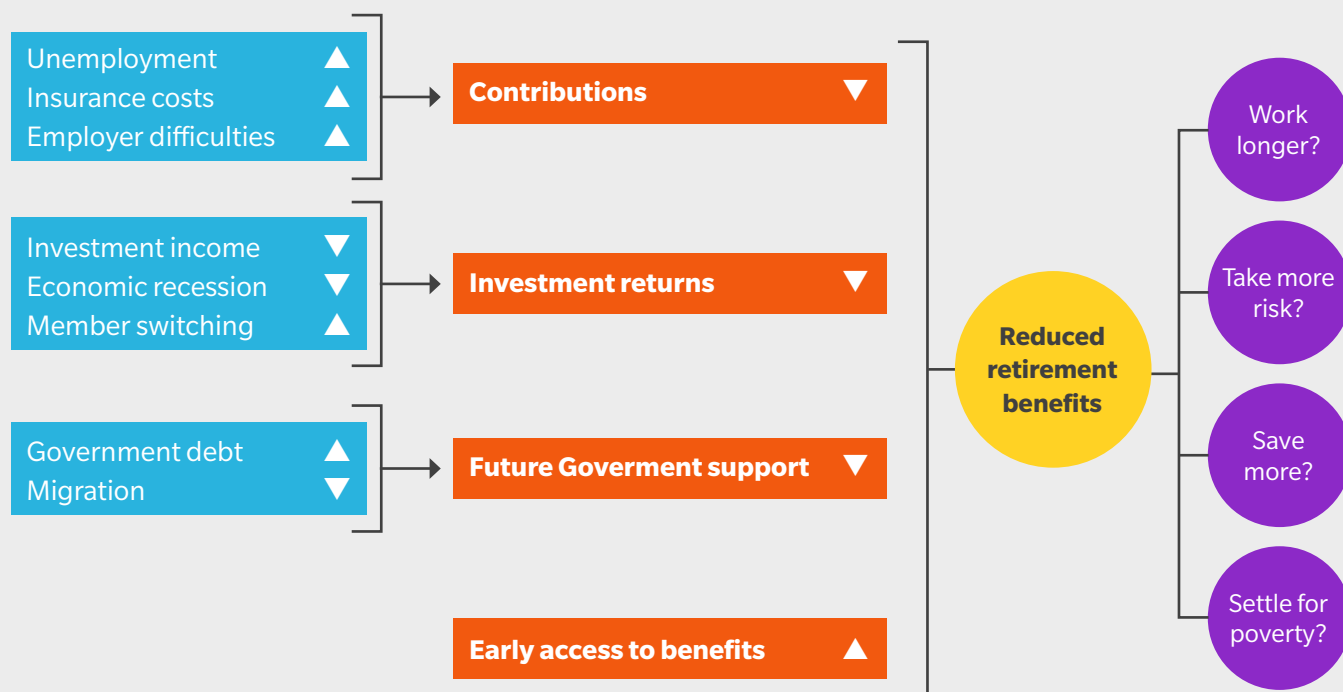 Unemployment ▲
Insurance costs ▲
Employer difficulties ▲
Contributions ▼
Investment income ▼
Economic recession ▼
Member switching ▲
Investment returns ▼
Government debt ▲
Migration ▼
Future Goverment support ▼
Early access to benefits ▲
Reduced
retirement
benefits
Work
longer?
Take more
risk?
Save
more?
Settle for
poverty?